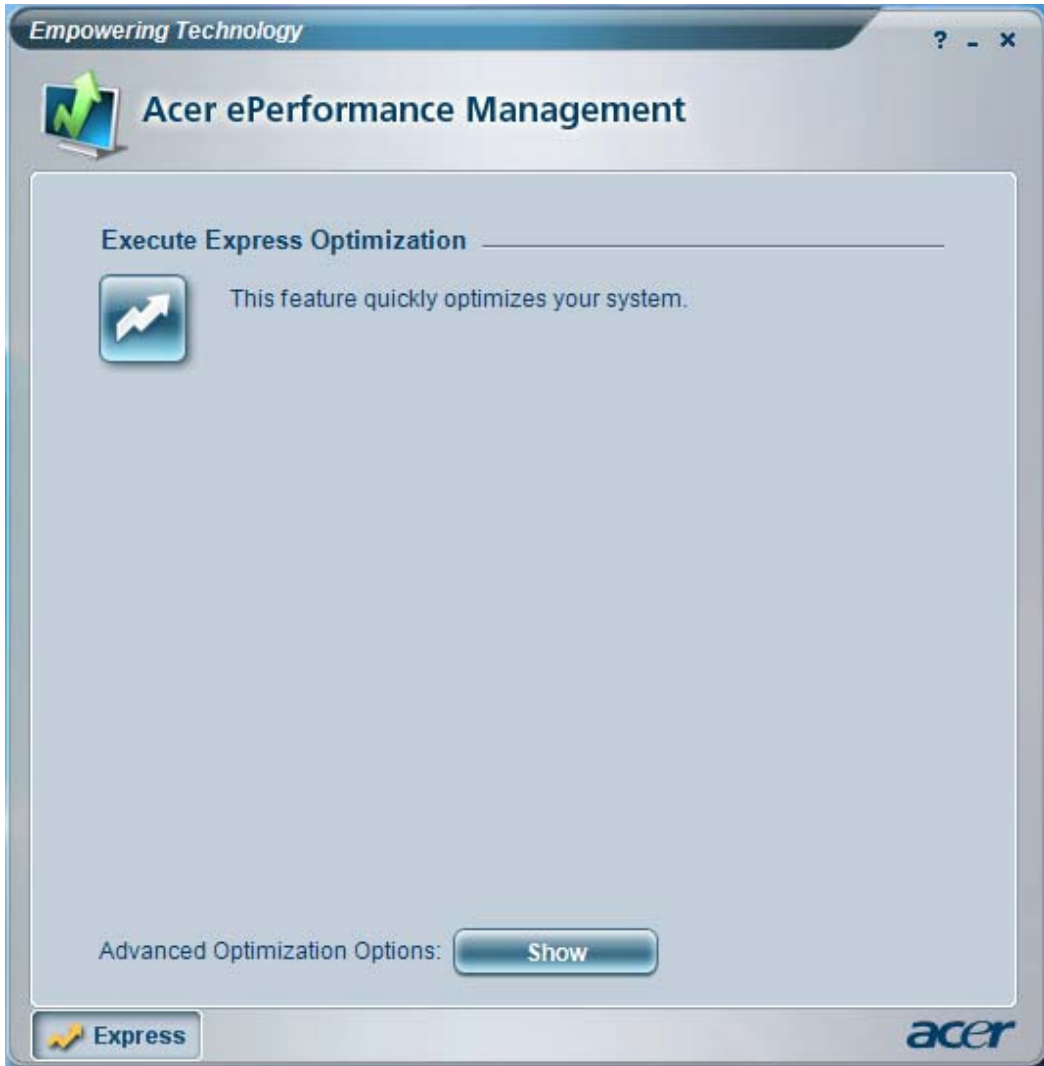 Empowering Technology
? - x
Acer ePerformance Management
Execute Express Optimization
This feature quickly optimizes your system.
Advanced Optimization Options: Show
Express
acer